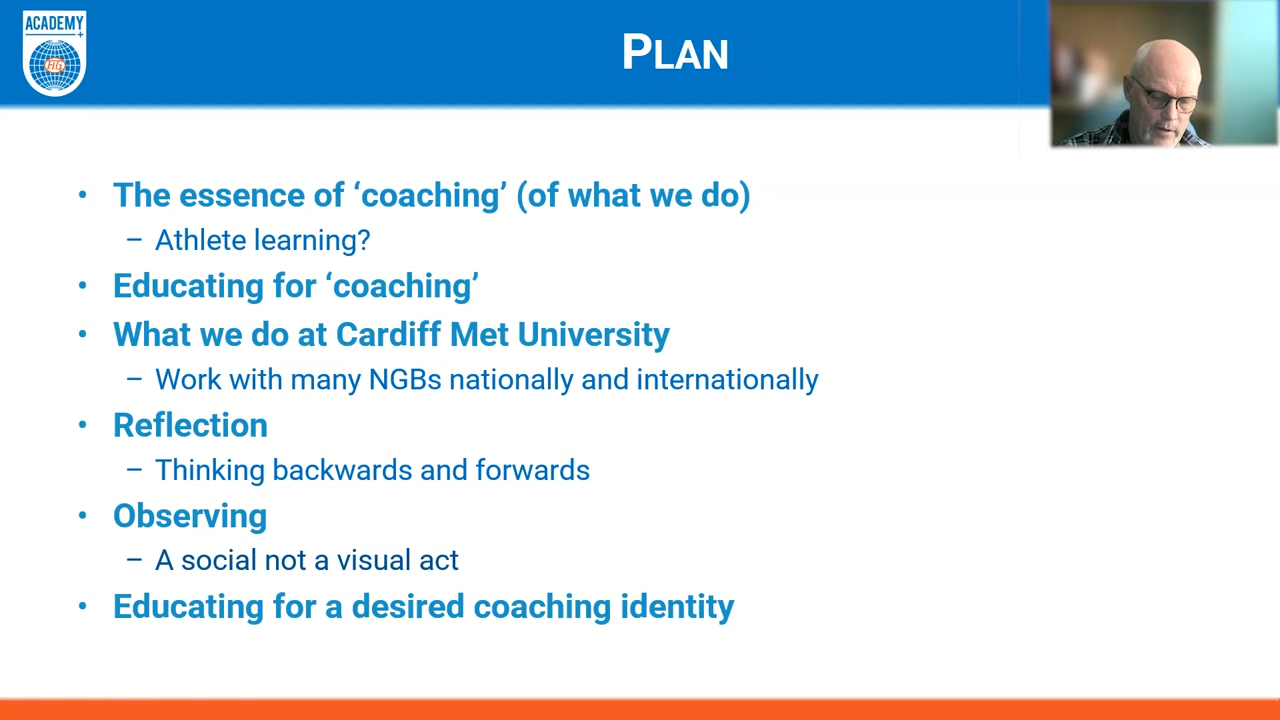 ACADEMY
+
FIG
PLAN
• The essence of ‘coaching’ (of what we do)
– Athlete learning?
• Educating for ‘coaching’
• What we do at Cardiff Met University
– Work with many NGBs nationally and internationally
• Reflection
– Thinking backwards and forwards
• Observing
– A social not a visual act
• Educating for a desired coaching identity